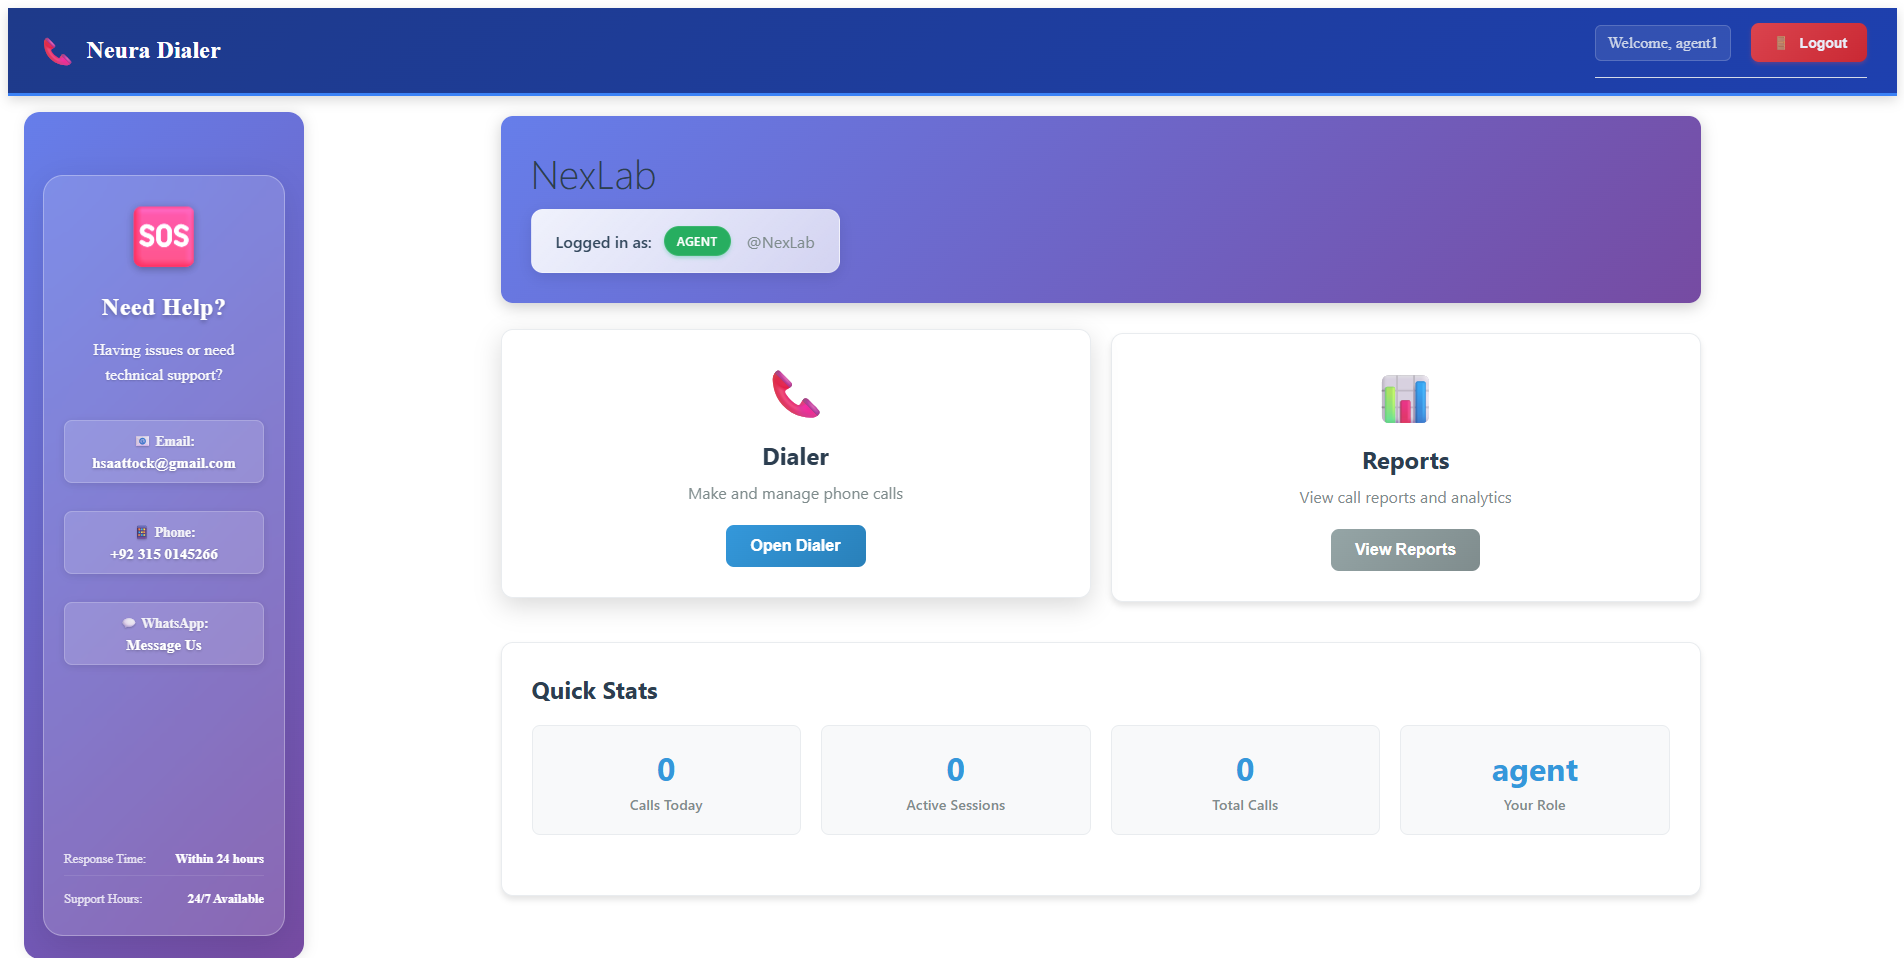 Neura Dialer
Welcome, agent1
Logout
SOS
Need Help?
Having issues or need
technical support?
Email:
hsaattock@gmail.com
Phone:
+92 315 0145266
WhatsApp:
Message Us
Response Time: Within 24 hours
Support Hours: 24/7 Available
NexLab
Logged in as: AGENT @NexLab
Dialer
Make and manage phone calls
Open Dialer
Reports
View call reports and analytics
View Reports
Quick Stats
0
Calls Today
0
Active Sessions
0
Total Calls
agent
Your Role